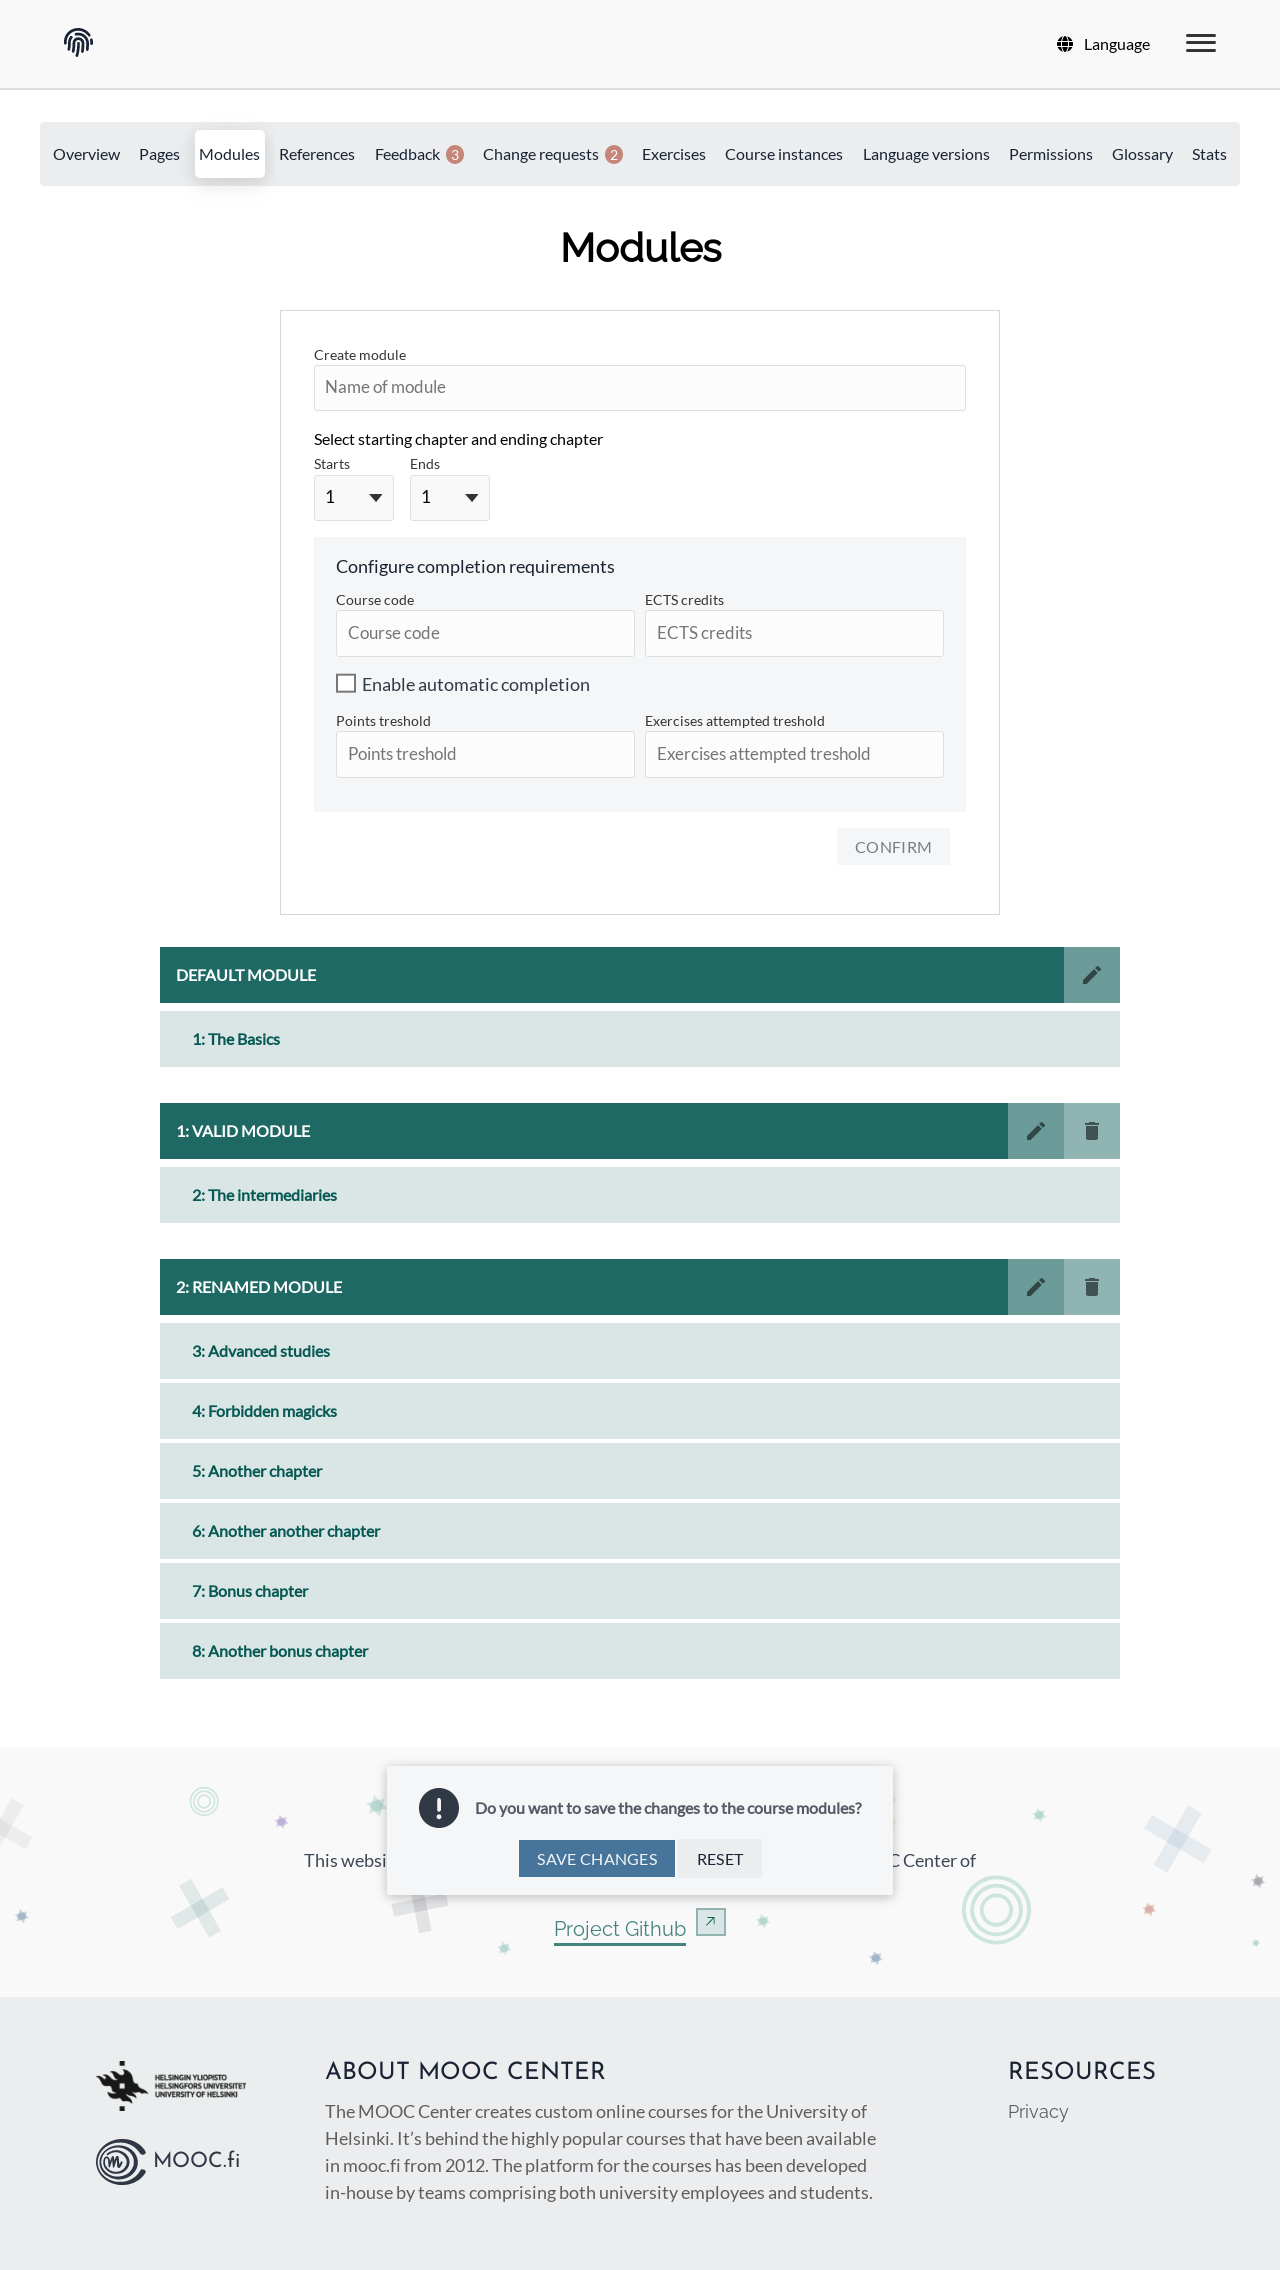 Language
Overview Pages Modules References Feedback 3 Change requests 2 Exercises Course instances Language versions Permissions Glossary Stats
Modules
Create module
Name of module
Select starting chapter and ending chapter
Starts Ends
1 1
Configure completion requirements
Course code ECTS credits
Course code ECTS credits
Enable automatic completion
Points treshold Exercises attempted treshold
Points treshold Exercises attempted treshold
CONFIRM
DEFAULT MODULE
1: The Basics
1: VALID MODULE
2: The intermediaries
2: RENAMED MODULE
3: Advanced studies
4: Forbidden magicks
5: Another chapter
6: Another another chapter
7: Bonus chapter
8: Another bonus chapter
Do you want to save the changes to the course modules?
SAVE CHANGES RESET
This Center of
Project Github
HELSINGIN YLIOPISTO
HELSINGFORS UNIVERSITET
UNIVERSITY OF HELSINKI
MOOC.fi
ABOUT MOOC CENTER
The MOOC Center creates custom online courses for the University of
Helsinki. It’s behind the highly popular courses that have been available
in mooc.fi from 2012. The platform for the courses has been developed
in-house by teams comprising both university employees and students.
RESOURCES
Privacy